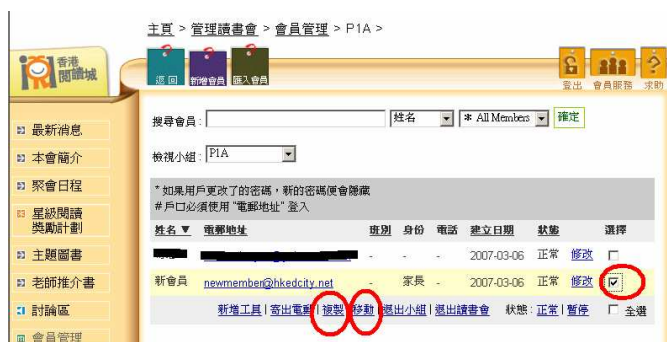 主頁 > 管理讀書會 > 會員管理 > P1A >
香港
閱讀城
返回 新增會員 匯入會員
登出 會員服務 求助
搜尋會員: 姓名 * All Members 確定
檢視小組: P1A
* 如果用戶更改了的密碼，新的密碼便會隱藏
# 戶口必須使用 "電郵地址" 登入
姓名 ▼ 電郵地址 班別 身份 電話 建立日期 狀態 選擇
- - - 2007-03-06 正常 修改
新會員 newmember@hkedcity.net - 家長 - 2007-03-06 正常 修改
新增工具 | 寄出電郵 | 複製 | 移動 | 退出小組 | 退出讀書會 狀態: 正常 | 暫停 全選
最新消息
本會簡介
聚會日程
星級閱讀
獎勵計劃
主題圖書
老師推介書
討論區
會員管理